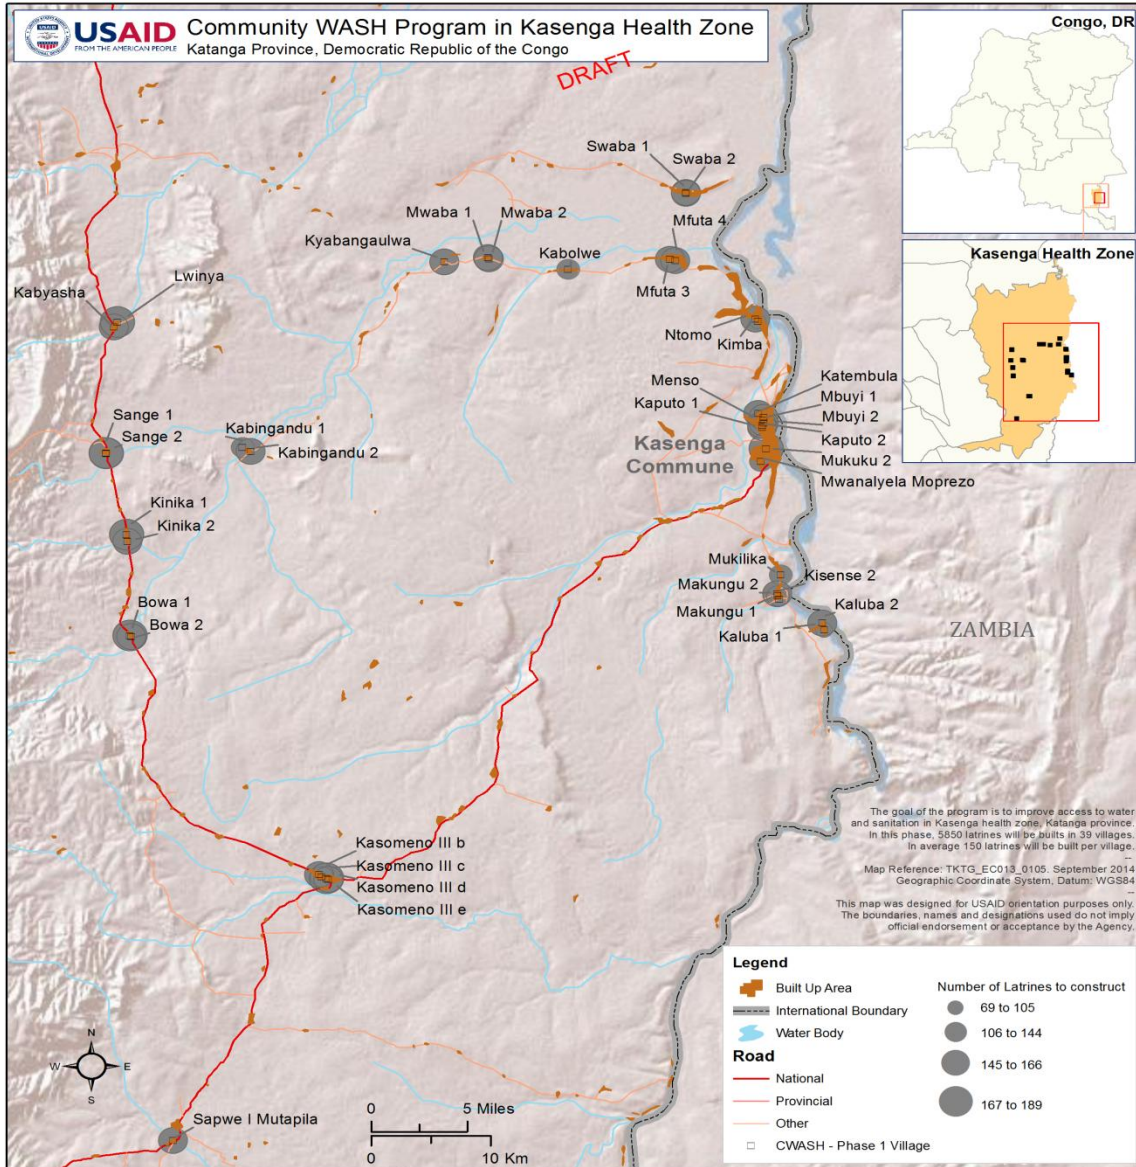 USAID
FROM THE AMERICAN PEOPLE
Community WASH Program in Kasenga Health Zone
Katanga Province, Democratic Republic of the Congo
DRAFT
Congo, DR
Kasenga Health Zone
Swaba 1
Swaba 2
Mwaba 1
Mwaba 2
Mfuta 4
Kyabangaulwa
Kabolwe
Mfuta 3
Lwinya
Kabyasha
Ntomo
Kimba
Menso
Katembula
Kaputo 1
Mbuyi 1
Mbuyi 2
Kaputo 2
Mukuku 2
Mwanalyela Moprezo
Kasenga
Commune
Sange 1
Sange 2
Kabingandu 1
Kabingandu 2
Kinika 1
Kinika 2
Mukilika
Makungu 2
Kisense 2
Makungu 1
Kaluba 2
Kaluba 1
Bowa 1
Bowa 2
ZAMBIA
Kasomeno III b
Kasomeno III c
Kasomeno III d
Kasomeno III e
Sapwe I Mutapila
The goal of the program is to improve access to water
and sanitation in Kasenga health zone, Katanga province.
In this phase, 5850 latrines will be builts in 39 villages.
In average 150 latrines will be built per village.
--
Map Reference: TKTG_EC013_0105. September 2014
Geographic Coordinate System, Datum: WGS84
--
This map was designed for USAID orientation purposes only.
The boundaries, names and designations used do not imply
official endorsement or acceptance by the Agency.
Legend
Built Up Area
International Boundary
Water Body
Road
National
Provincial
Other
CWASH - Phase 1 Village
Number of Latrines to construct
69 to 105
106 to 144
145 to 166
167 to 189
N
W
E
S
0 5 Miles
0 10 Km